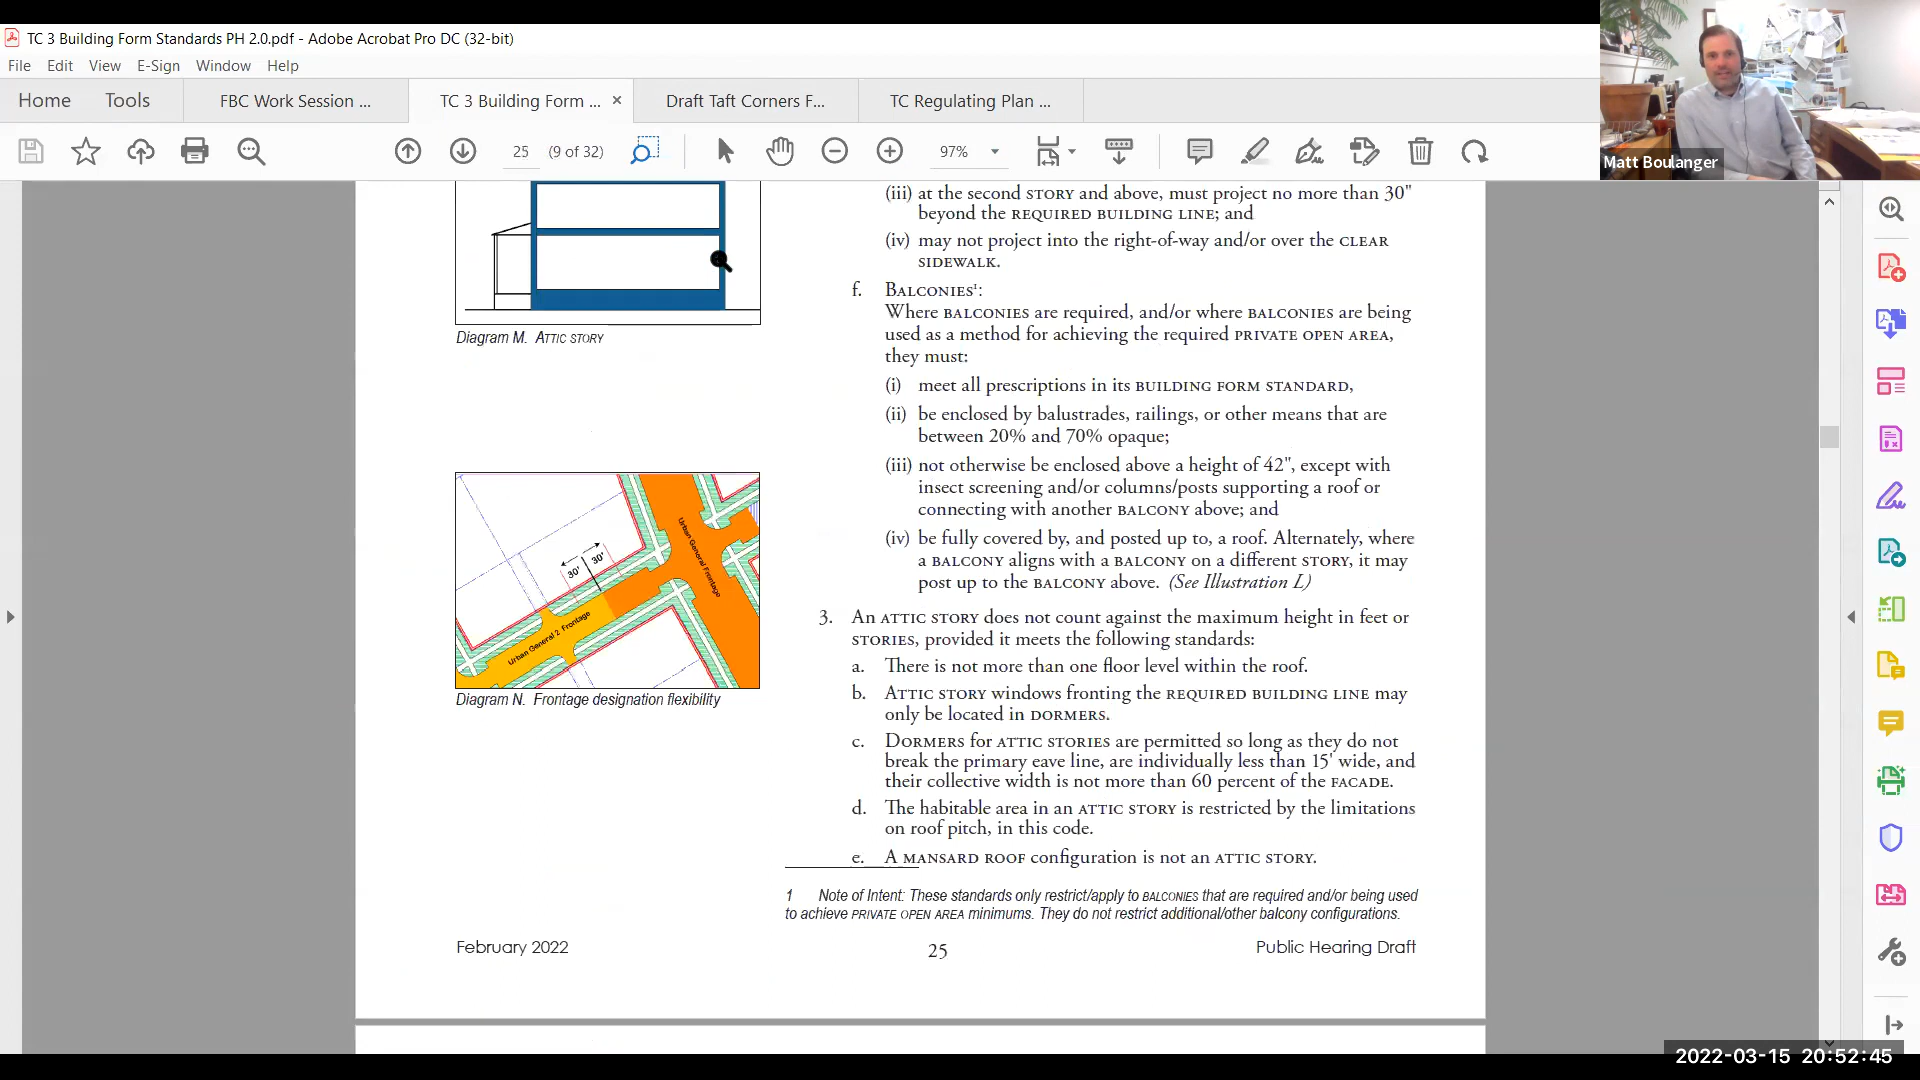 TC 3 Building Form Standards PH 2.0.pdf - Adobe Acrobat Pro DC (32-bit)
File Edit View E-Sign Window Help
Home Tools FBC Work Session ... TC 3 Building Form ... × Draft Taft Corners F... TC Regulating Plan ...
25 (9 of 32) 97%
Matt Boulanger
Diagram M. ATTIC STORY
30' 30'
Urban General Frontage
Urban General 2 Frontage
Diagram N. Frontage designation flexibility
(iii) at the second STORY and above, must project no more than 30"
beyond the REQUIRED BUILDING LINE; and
(iv) may not project into the right-of-way and/or over the CLEAR
SIDEWALK.
f. BALCONIES1:
Where BALCONIES are required, and/or where BALCONIES are being
used as a method for achieving the required PRIVATE OPEN AREA,
they must:
(i) meet all prescriptions in its BUILDING FORM STANDARD,
(ii) be enclosed by balustrades, railings, or other means that are
between 20% and 70% opaque;
(iii) not otherwise be enclosed above a height of 42", except with
insect screening and/or columns/posts supporting a roof or
connecting with another BALCONY above; and
(iv) be fully covered by, and posted up to, a roof. Alternately, where
a BALCONY aligns with a BALCONY on a different STORY, it may
post up to the BALCONY above. (See Illustration L)
3. An ATTIC STORY does not count against the maximum height in feet or
STORIES, provided it meets the following standards:
a. There is not more than one floor level within the roof.
b. ATTIC STORY windows fronting the REQUIRED BUILDING LINE may
only be located in DORMERS.
c. DORMERS for ATTIC STORIES are permitted so long as they do not
break the primary eave line, are individually less than 15' wide, and
their collective width is not more than 60 percent of the FACADE.
d. The habitable area in an ATTIC STORY is restricted by the limitations
on roof pitch, in this code.
e. A MANSARD ROOF configuration is not an ATTIC STORY.
1 Note of Intent: These standards only restrict/apply to BALCONIES that are required and/or being used
to achieve PRIVATE OPEN AREA minimums. They do not restrict additional/other balcony configurations.
February 2022 25 Public Hearing Draft
2022-03-15 20:52:45